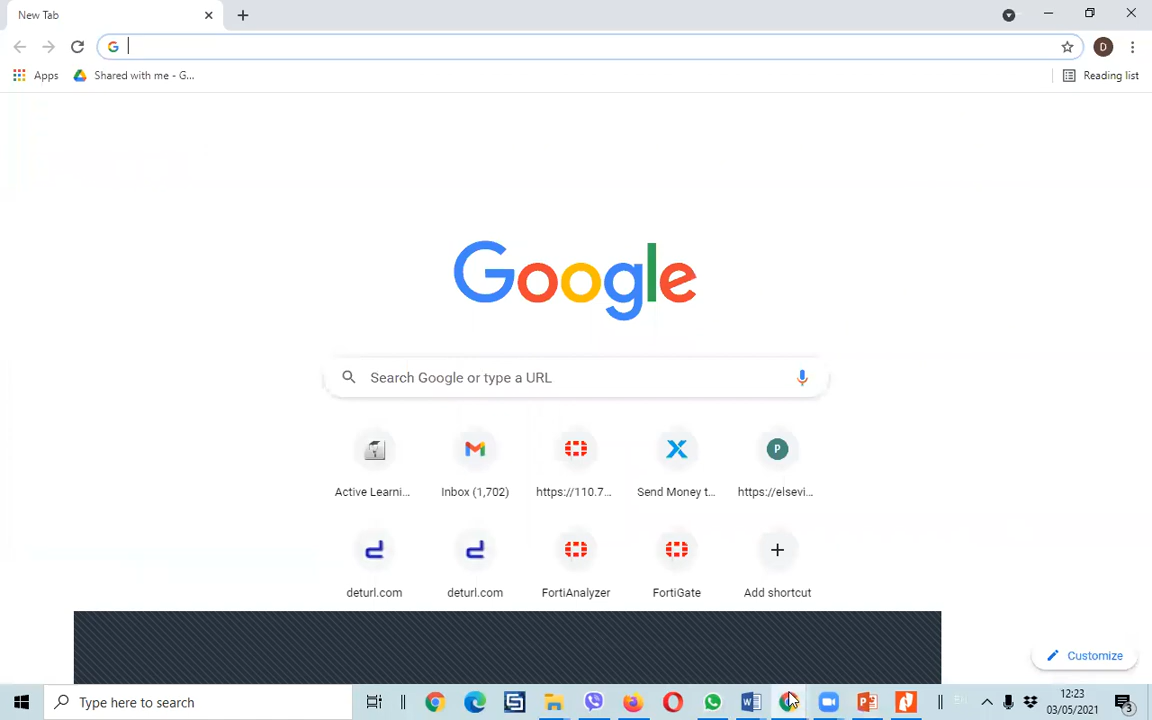 New Tab
G
D
Apps
Shared with me - G...
Reading list
Google
Search Google or type a URL
P
Active Learni...
Inbox (1,702)
https://110.7...
Send Money t...
https://elsevi...
deturl.com
deturl.com
FortiAnalyzer
FortiGate
Add shortcut
Customize
Type here to search
12:23
03/05/2021
3